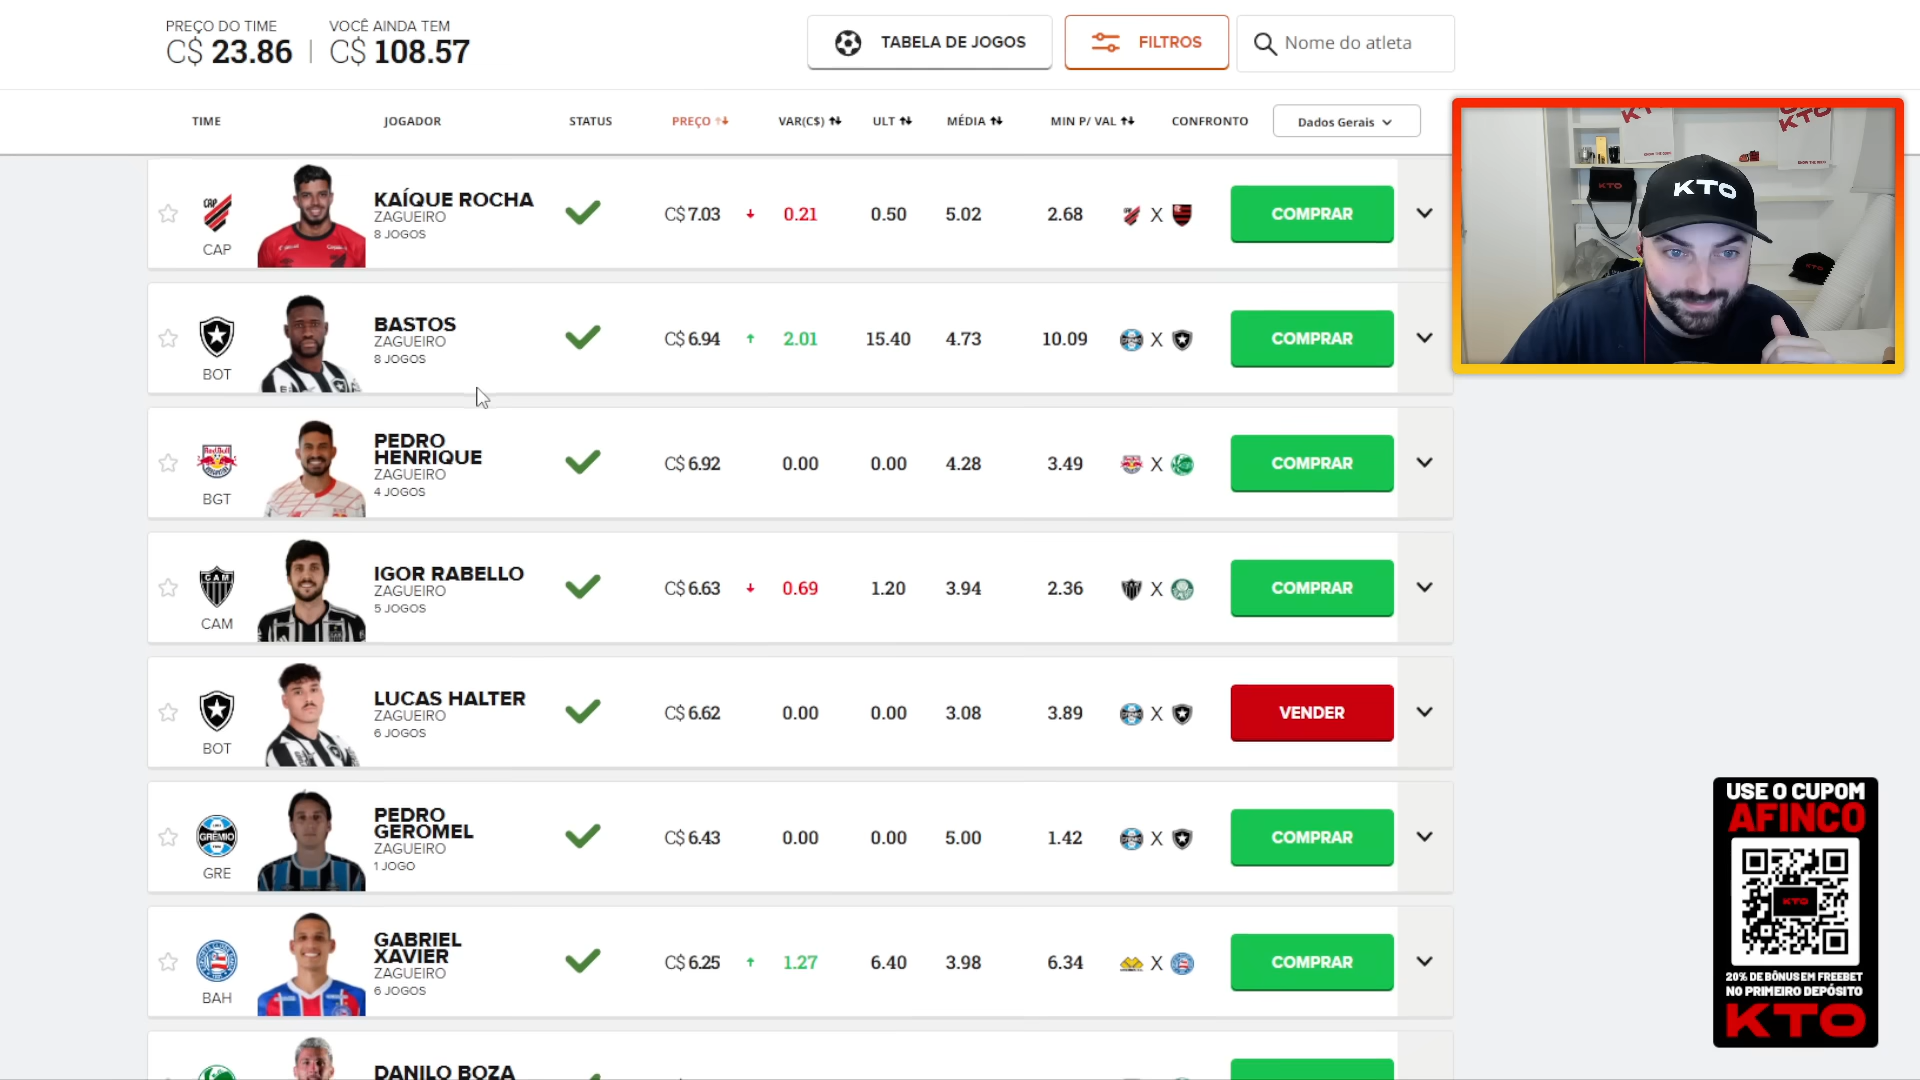 PREÇO DO TIME
C$ 23.86
VOCÊ AINDA TEM
C$ 108.57
TABELA DE JOGOS
FILTROS
Nome do atleta
TIME JOGADOR STATUS PREÇO VAR(C$) ULT MÉDIA MIN P/ VAL CONFRONTO Dados Gerais
CAP
KAÍQUE ROCHA
ZAGUEIRO
8 JOGOS
C$ 7.03 0.21 0.50 5.02 2.68 X COMPRAR
BOT
BASTOS
ZAGUEIRO
8 JOGOS
C$ 6.94 2.01 15.40 4.73 10.09 X COMPRAR
BGT
PEDRO
HENRIQUE
ZAGUEIRO
4 JOGOS
C$ 6.92 0.00 0.00 4.28 3.49 X COMPRAR
CAM
CAM
IGOR RABELLO
ZAGUEIRO
5 JOGOS
C$ 6.63 0.69 1.20 3.94 2.36 X COMPRAR
BOT
LUCAS HALTER
ZAGUEIRO
6 JOGOS
C$ 6.62 0.00 0.00 3.08 3.89 X VENDER
GRÊMIO
GRE
PEDRO
GEROMEL
ZAGUEIRO
1 JOGO
C$ 6.43 0.00 0.00 5.00 1.42 X COMPRAR
BAH
GABRIEL
XAVIER
ZAGUEIRO
6 JOGOS
C$ 6.25 1.27 6.40 3.98 6.34 X COMPRAR
DANILO BOZA
KTO
KTO
USE O CUPOM
AFINCO
KTO
20% DE BÔNUS EM FREEBET
NO PRIMEIRO DEPÓSITO
KTO